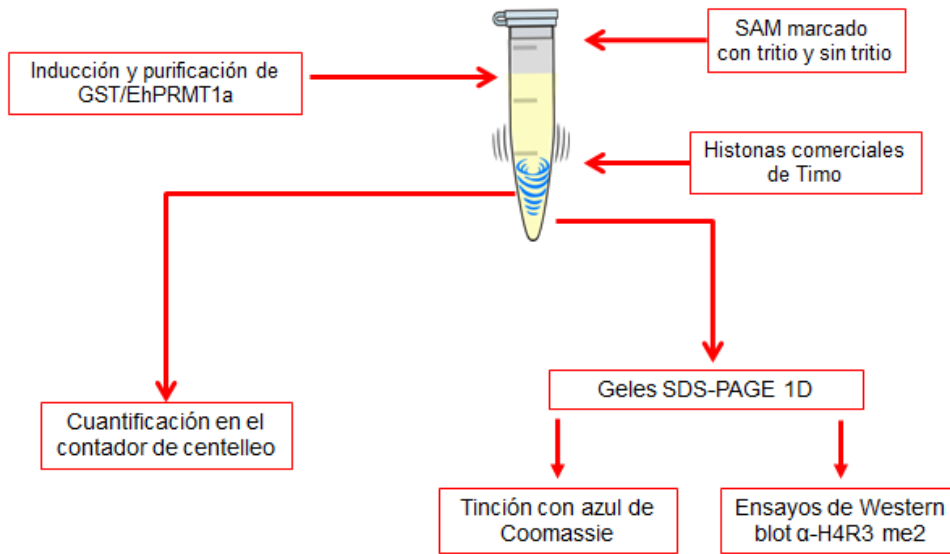 SAM marcado
con tritio y sin tritio
Inducción y purificación de
GST/EhPRMT1a
Histonas comerciales
de Timo
Geles SDS-PAGE 1D
Cuantificación en el
contador de centelleo
Tinción con azul de
Coomassie
Ensayos de Western
blot α-H4R3 me2